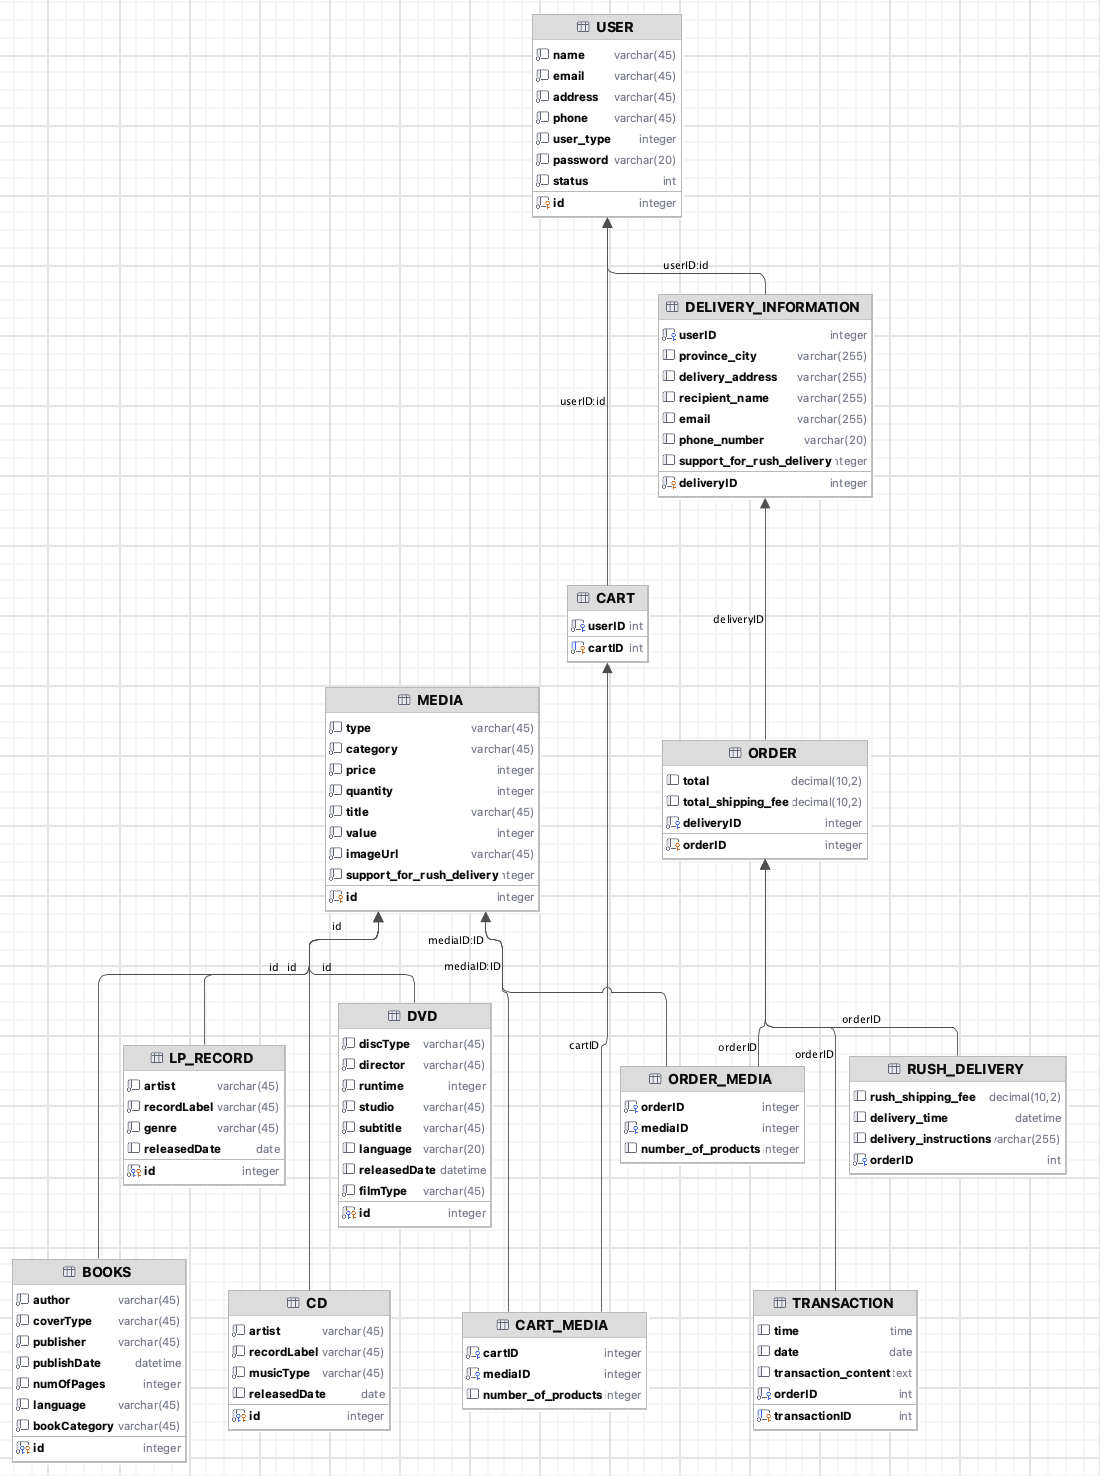 USER
name varchar(45)
email varchar(45)
address varchar(45)
phone varchar(45)
user_type integer
password varchar(20)
status int
id integer
userID:id
DELIVERY_INFORMATION
userID integer
province_city varchar(255)
delivery_address varchar(255)
recipient_name varchar(255)
email varchar(255)
phone_number varchar(20)
support_for_rush_delivery nteger
deliveryID integer
userID:id
deliveryID
CART
userID int
cartID int
MEDIA
type varchar(45)
category varchar(45)
price integer
quantity integer
title varchar(45)
value integer
imageUrl varchar(45)
support_for_rush_delivery nteger
id integer
ORDER
total decimal(10,2)
total_shipping_fee decimal(10,2)
deliveryID integer
orderID integer
id
mediaID:ID
id id id
mediaID:ID
cartID
orderID
orderID
orderID
LP_RECORD
artist varchar(45)
recordLabel varchar(45)
genre varchar(45)
releasedDate date
id integer
DVD
discType varchar(45)
director varchar(45)
runtime integer
studio varchar(45)
subtitle varchar(45)
language varchar(20)
releasedDate datetime
filmType varchar(45)
id integer
ORDER_MEDIA
orderID integer
mediaID integer
number_of_products nteger
RUSH_DELIVERY
rush_shipping_fee decimal(10,2)
delivery_time datetime
delivery_instructions varchar(255)
orderID int
BOOKS
author varchar(45)
coverType varchar(45)
publisher varchar(45)
publishDate datetime
numOfPages integer
language varchar(45)
bookCategory varchar(45)
id integer
CD
artist varchar(45)
recordLabel varchar(45)
musicType varchar(45)
releasedDate date
id integer
CART_MEDIA
cartID integer
mediaID integer
number_of_products nteger
TRANSACTION
time time
date date
transaction_content text
orderID int
transactionID int